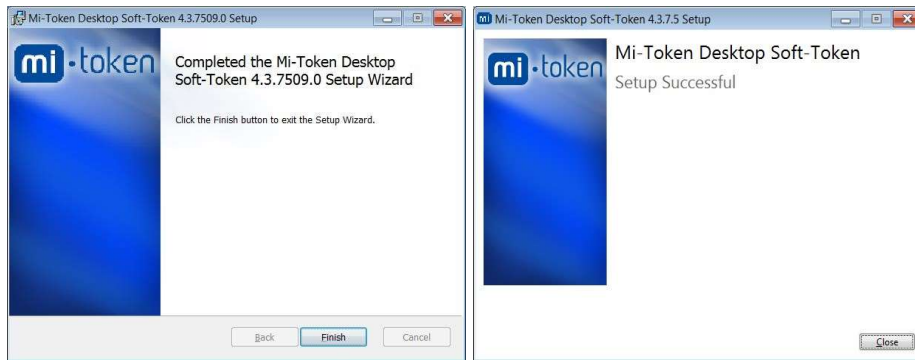 Mi-Token Desktop Soft-Token 4.3.7509.0 Setup
mi·token
Completed the Mi-Token Desktop
Soft-Token 4.3.7509.0 Setup Wizard
Click the Finish button to exit the Setup Wizard.
Back
Finish
Cancel
mi Mi-Token Desktop Soft-Token 4.3.7.5 Setup
mi·token
Mi-Token Desktop Soft-Token
Setup Successful
Close